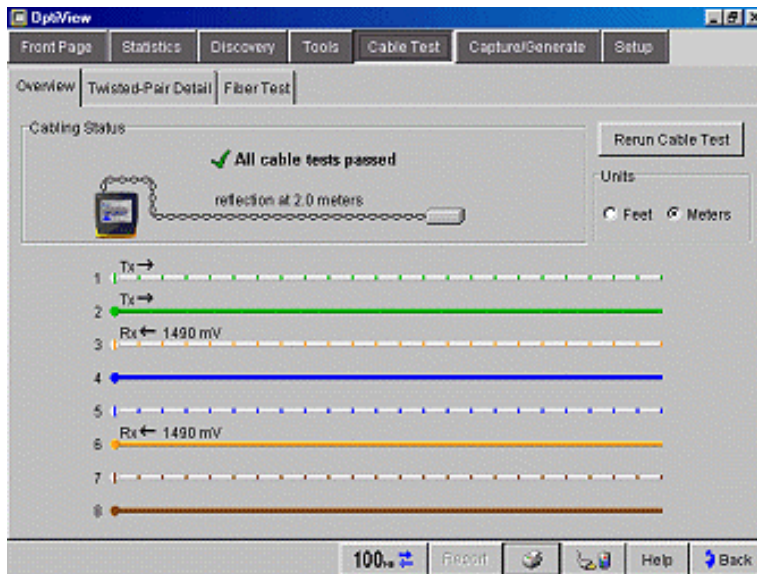 OptiView
Front Page Statistics Discovery Tools Cable Test Capture/Generate Setup
Overview Twisted-Pair Detail Fiber Test
Cabling Status
All cable tests passed
reflection at 2.0 meters
Rerun Cable Test
Units
Feet Meters
Tx→
1
Tx→
2
Rx← 1490 mV
3
4
5
Rx← 1490 mV
6
7
8
100 Report Help Back